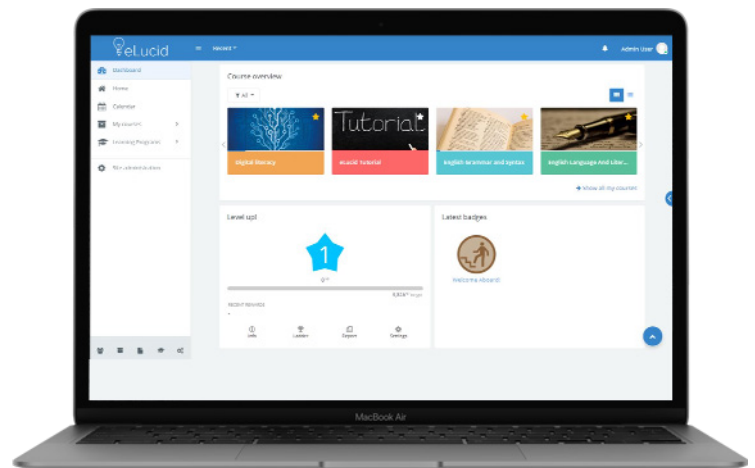 eLucid
Recent
Admin User
Dashboard
Home
Calendar
My courses
Learning Programs
Site administration
Course overview
All
Tutorial
Digital literacy
eLucid Tutorial
English Grammar and Syntax
English Language And Liter...
Show all my courses
Level up!
1
RECENT REWARDS
Info
Ladder
Report
Settings
Latest badges
Welcome Aboard!
MacBook Air